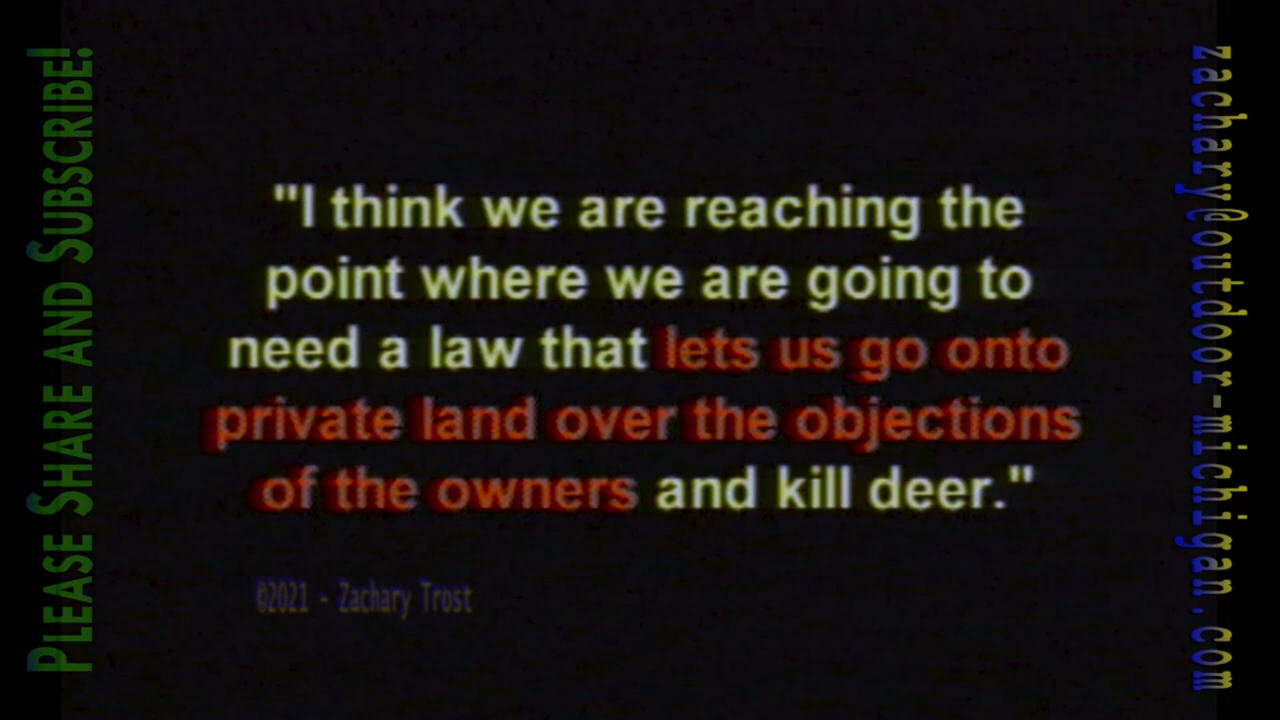 PLEASE SHARE AND SUBSCRIBE!
"I think we are reaching the
point where we are going to
need a law that lets us go onto
private land over the objections
of the owners and kill deer."
©2021 - Zachary Trost
zachary@outdoor-michigan.com